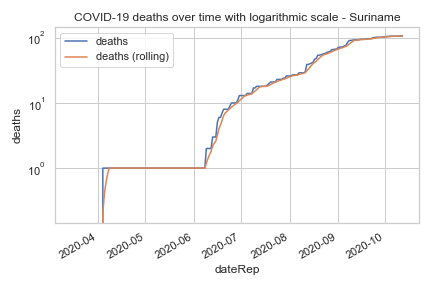 COVID-19 deaths over time with logarithmic scale - Suriname
deaths
deaths (rolling)
10²
10¹
10⁰
deaths
2020-04
2020-05
2020-06
2020-07
2020-08
2020-09
2020-10
dateRep